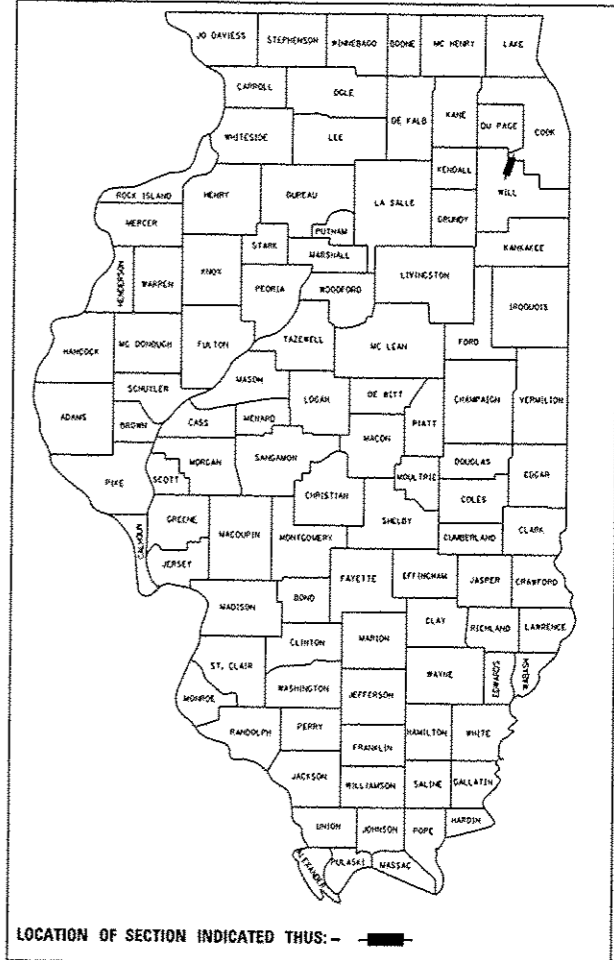 JO DAVIESS STEPHENSON WINNEBAGO BOONE MC HENRY LAKE
CARROLL OGLE DE KALB KANE DU PAGE COOK
WHITESIDE LEE KENDALL WILL
ROCK ISLAND HENRY BUREAU LA SALLE GRUNDY
MERCER PUTNAM KANKAKEE
HENDERSON WARREN KNOX STARK MARSHALL LIVINGSTON
PEORIA WOODFORD IROQUOIS
HANCOCK MC DONOUGH FULTON TAZEWELL MC LEAN FORD
SCHUYLER MASON LOGAN DE WITT CHAMPAIGN VERMILION
ADAMS BROWN CASS MENARD MACON PIATT
PIKE SCOTT MORGAN SANGAMON CHRISTIAN MOULTRIE DOUGLAS EDGAR
COLES
CALHOUN GREENE MACOUPIN MONTGOMERY SHELBY CUMBERLAND CLARK
JERSEY FAYETTE EFFINGHAM JASPER CRAWFORD
MADISON BOND CLAY RICHLAND LAWRENCE
CLINTON MARION
ST. CLAIR WASHINGTON JEFFERSON WAYNE EDWARDS WABASH
MONROE
RANDOLPH PERRY FRANKLIN HAMILTON WHITE
JACKSON WILLIAMSON SALINE GALLATIN
UNION JOHNSON POPE HARDIN
ALEXANDER PULASKI MASSAC
LOCATION OF SECTION INDICATED THUS: -